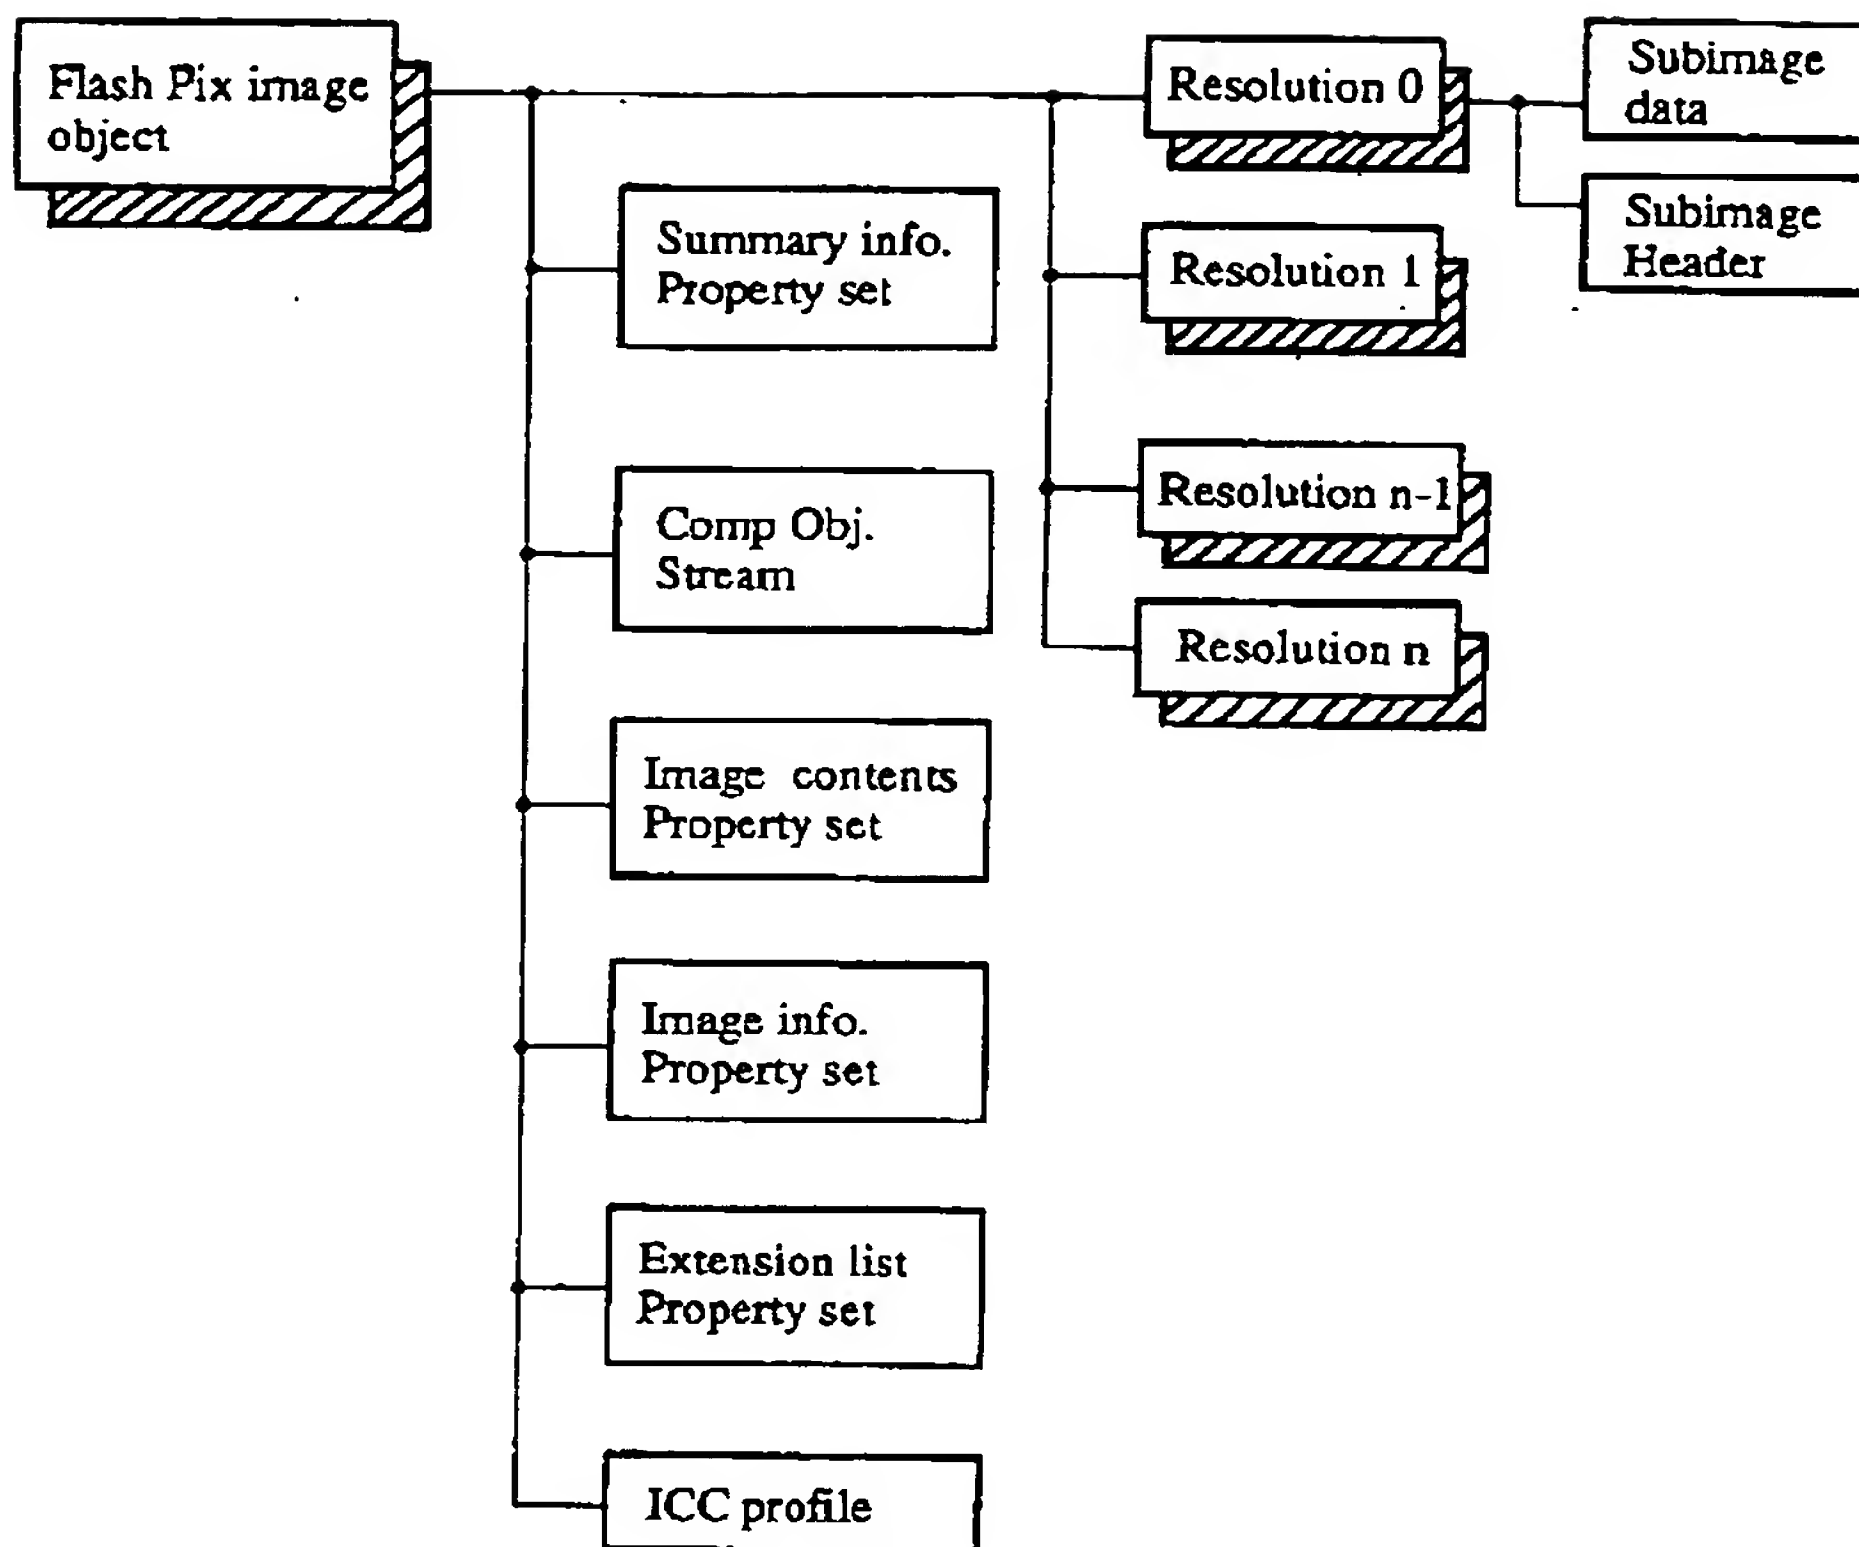 Flash Pix image
object
Summary info.
Property set
Comp Obj.
Stream
Image contents
Property set
Image info.
Property set
Extension list
Property set
ICC profile
Resolution 0
Resolution 1
Resolution n-1
Resolution n
Subimage
data
Subimage
Header